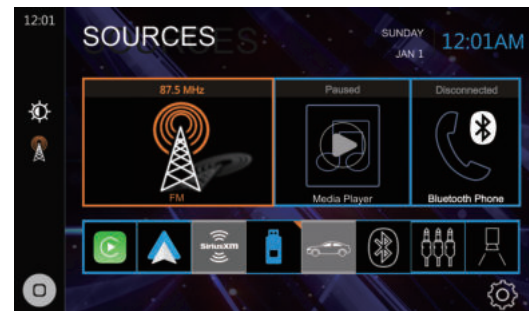 12:01
SOURCES
SUNDAY
JAN 1
12:01AM
87.5 MHz
Paused
Disconnected
FM
Media Player
Bluetooth Phone
SiriusXM